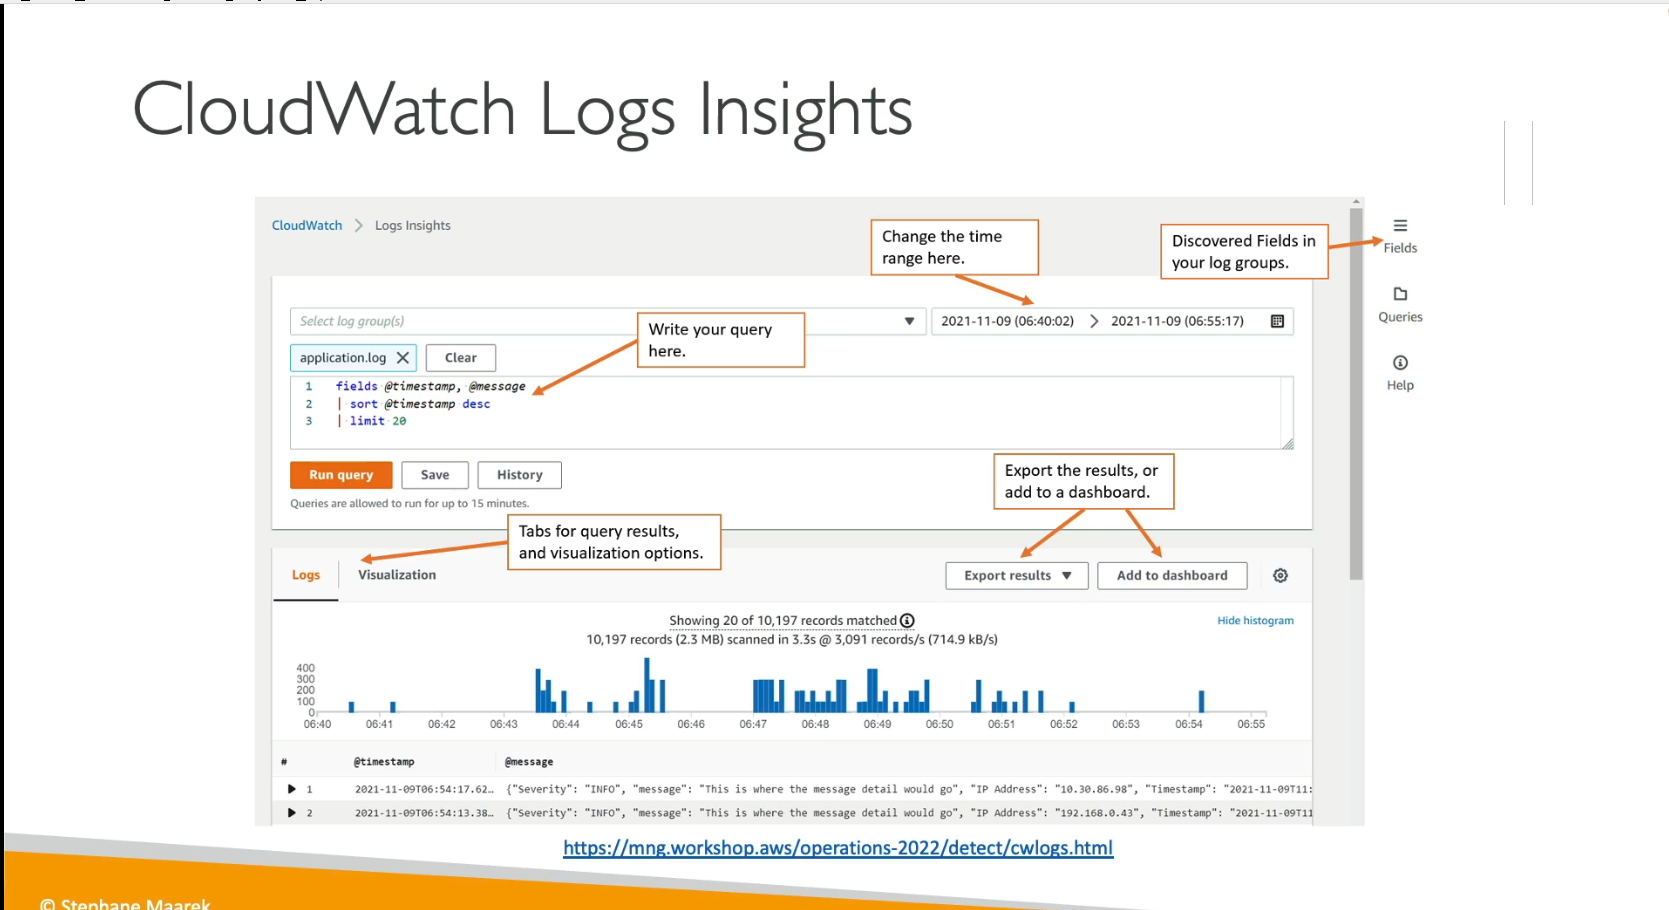 CloudWatch Logs Insights
CloudWatch > Logs Insights
Change the time
range here.
Discovered Fields in
your log groups.
Fields
Queries
Help
Select log group(s)
2021-11-09 (06:40:02) > 2021-11-09 (06:55:17)
Write your query
here.
application.log
Clear
1 fields @timestamp, @message
2 | sort @timestamp desc
3 | limit 20
Run query
Save
History
Queries are allowed to run for up to 15 minutes.
Export the results, or
add to a dashboard.
Tabs for query results,
and visualization options.
Logs
Visualization
Export results
Add to dashboard
Showing 20 of 10,197 records matched
10,197 records (2.3 MB) scanned in 3.3s @ 3,091 records/s (714.9 kB/s)
Hide histogram
400
300
200
100
0
06:40 06:41 06:42 06:43 06:44 06:45 06:46 06:47 06:48 06:49 06:50 06:51 06:52 06:53 06:54 06:55
# @timestamp @message
1 2021-11-09T06:54:17.62… {"Severity": "INFO", "message": "This is where the message detail would go", "IP Address": "10.30.86.98", "Timestamp": "2021-11-09T11:
2 2021-11-09T06:54:13.38… {"Severity": "INFO", "message": "This is where the message detail would go", "IP Address": "192.168.0.43", "Timestamp": "2021-11-09T11
https://mng.workshop.aws/operations-2022/detect/cwlogs.html
© Stephane Maarek